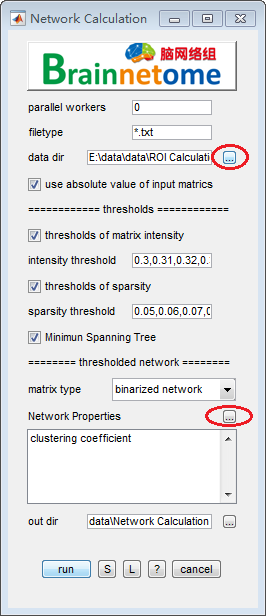 Network Calculation
脑网络组
Brainnetome
parallel workers 0
filetype *.txt
data dir E:\data\data\ROI Calculati ...
use absolute value of input matrics
============ thresholds ============
thresholds of matrix intensity
intensity threshold 0.3,0.31,0.32,0.
thresholds of sparsity
sparsity threshold 0.05,0.06,0.07,0
Minimun Spanning Tree
======== thresholded network ========
matrix type binarized network
Network Properties ...
clustering coefficient
out dir data\Network Calculation ...
run S L ? cancel